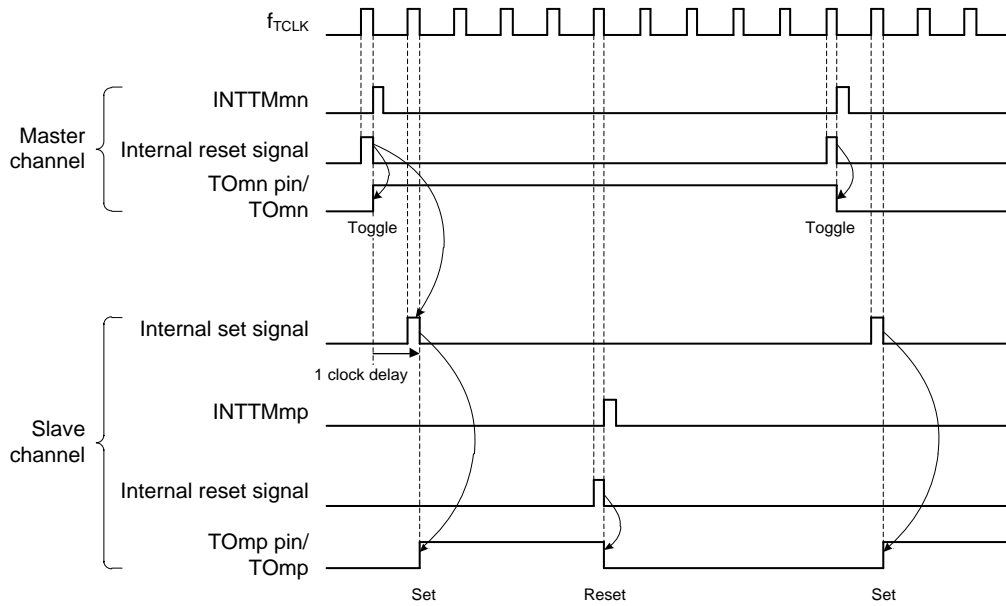 fTCLK
INTTMmn
Master
channel
Internal reset signal
TOmn pin/
TOmn
Toggle
Toggle
Internal set signal
1 clock delay
INTTMmp
Slave
channel
Internal reset signal
TOmp pin/
TOmp
Set
Reset
Set